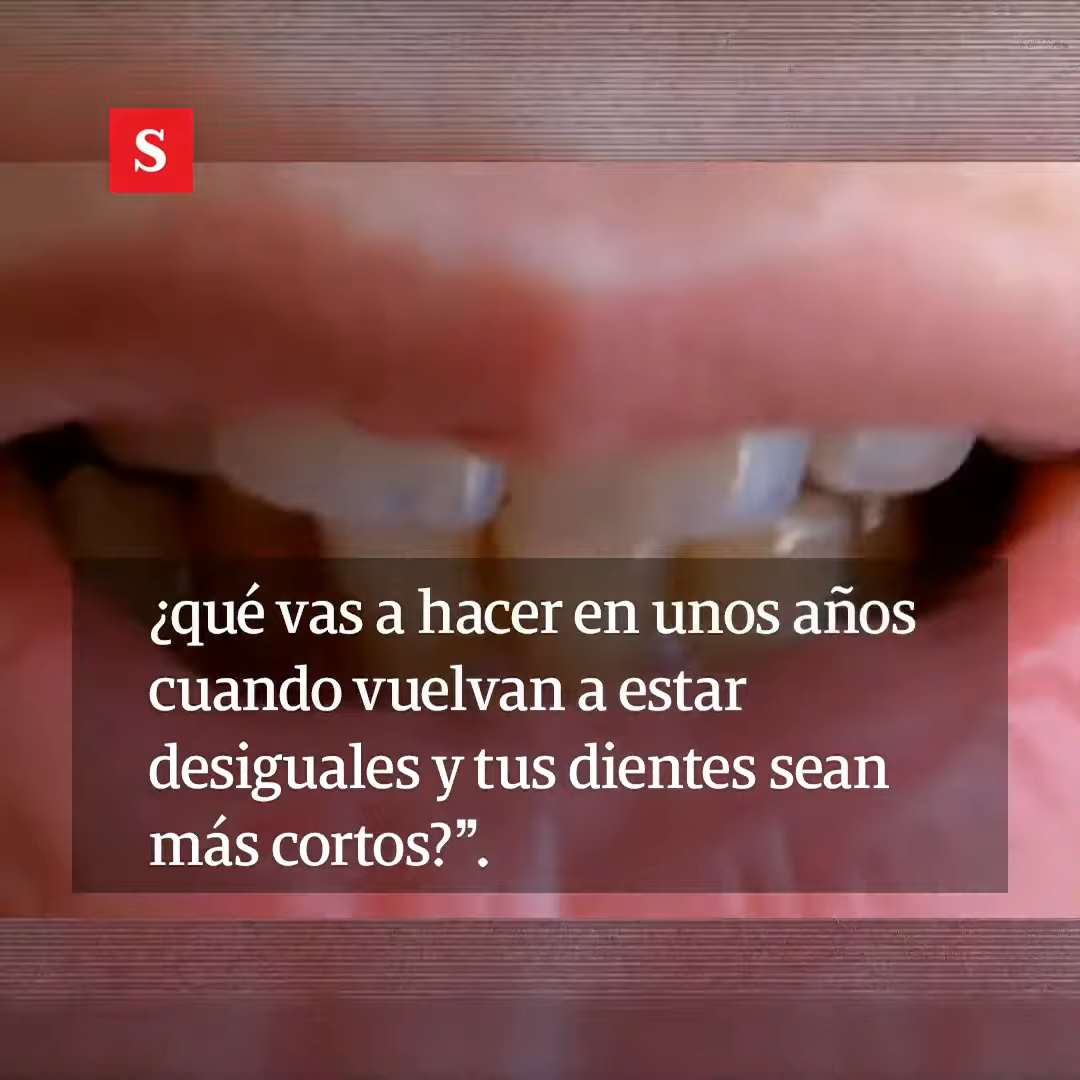 S
¿qué vas a hacer en unos años
cuando vuelvan a estar
desiguales y tus dientes sean
más cortos?”.